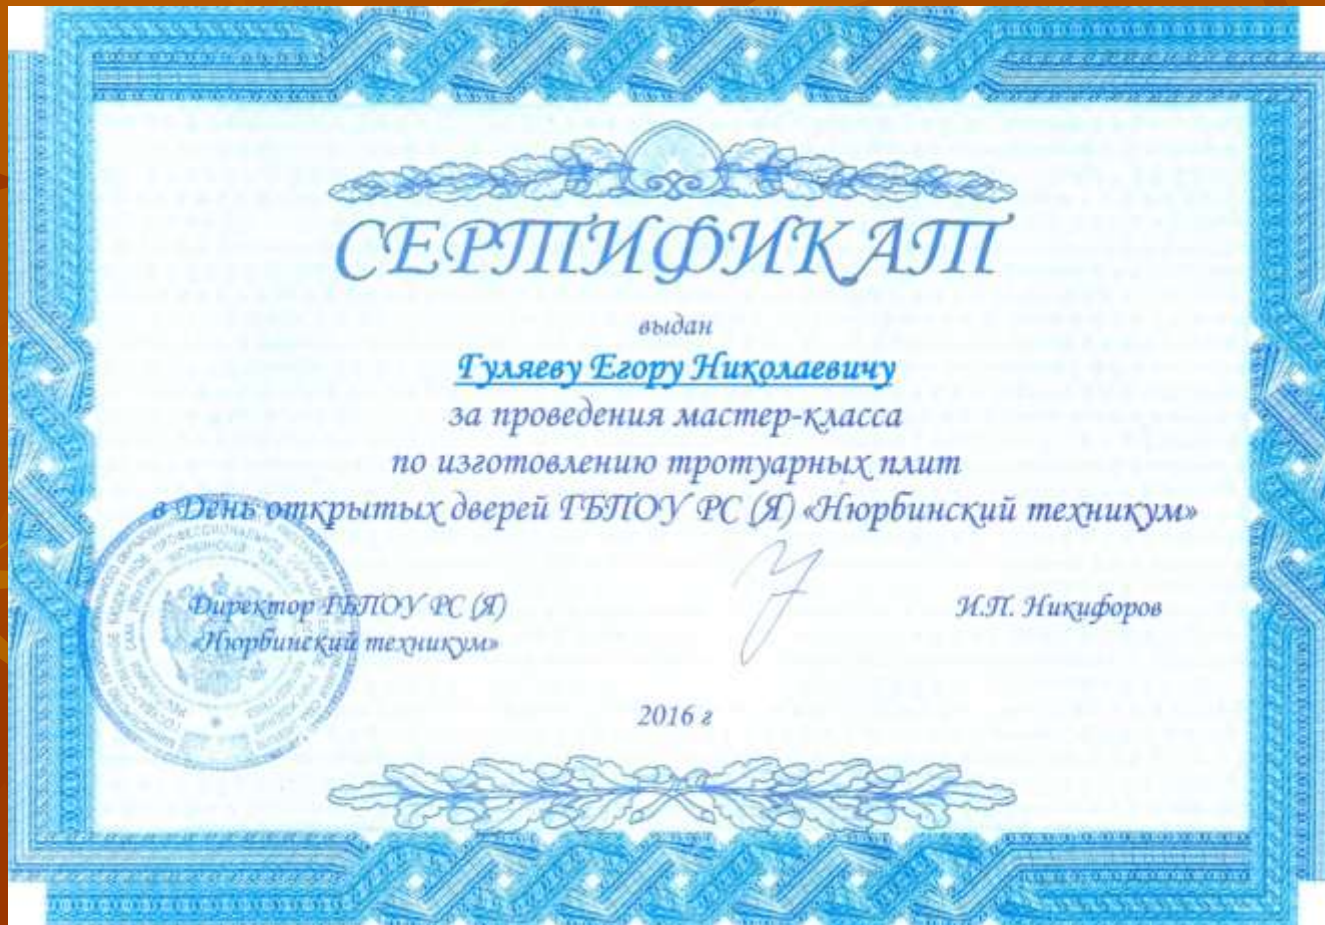 СЕРТИФИКАТ
выдан
Гуляеву Егору Николаевичу
за проведения мастер-класса
по изготовлению тротуарных плит
в День открытых дверей ГБПОУ РС (Я) «Нюрбинский техникум»
Директор ГБПОУ РС (Я)
«Нюрбинский техникум»
И.П. Никифоров
2016 г